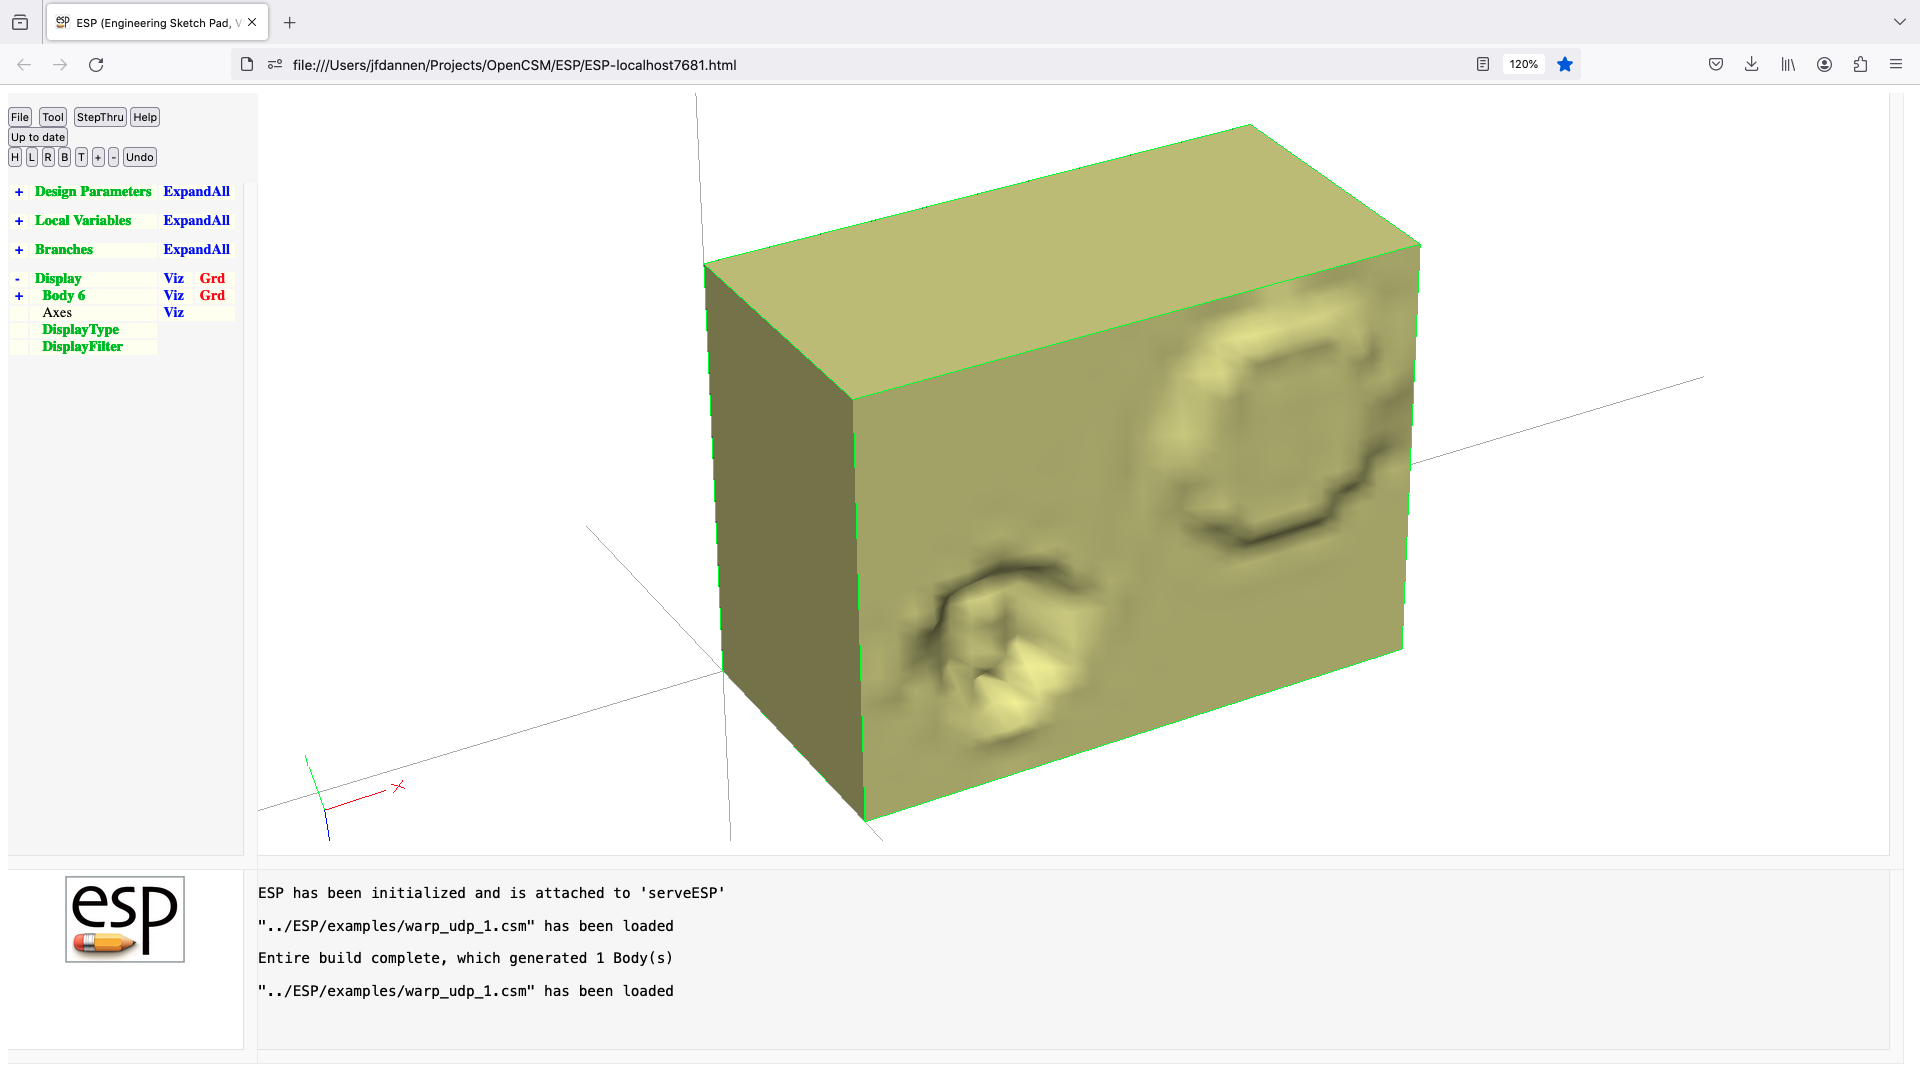 ESP (Engineering Sketch Pad, V
file:///Users/jfdannen/Projects/OpenCSM/ESP/ESP-localhost7681.html
120%
File Tool StepThru Help
Up to date
H L R B T + - Undo
+ Design Parameters ExpandAll
+ Local Variables ExpandAll
+ Branches ExpandAll
- Display Viz Grd
+ Body 6 Viz Grd
Axes Viz
DisplayType
DisplayFilter
X
esp
ESP has been initialized and is attached to 'serveESP'
"../ESP/examples/warp_udp_1.csm" has been loaded
Entire build complete, which generated 1 Body(s)
"../ESP/examples/warp_udp_1.csm" has been loaded